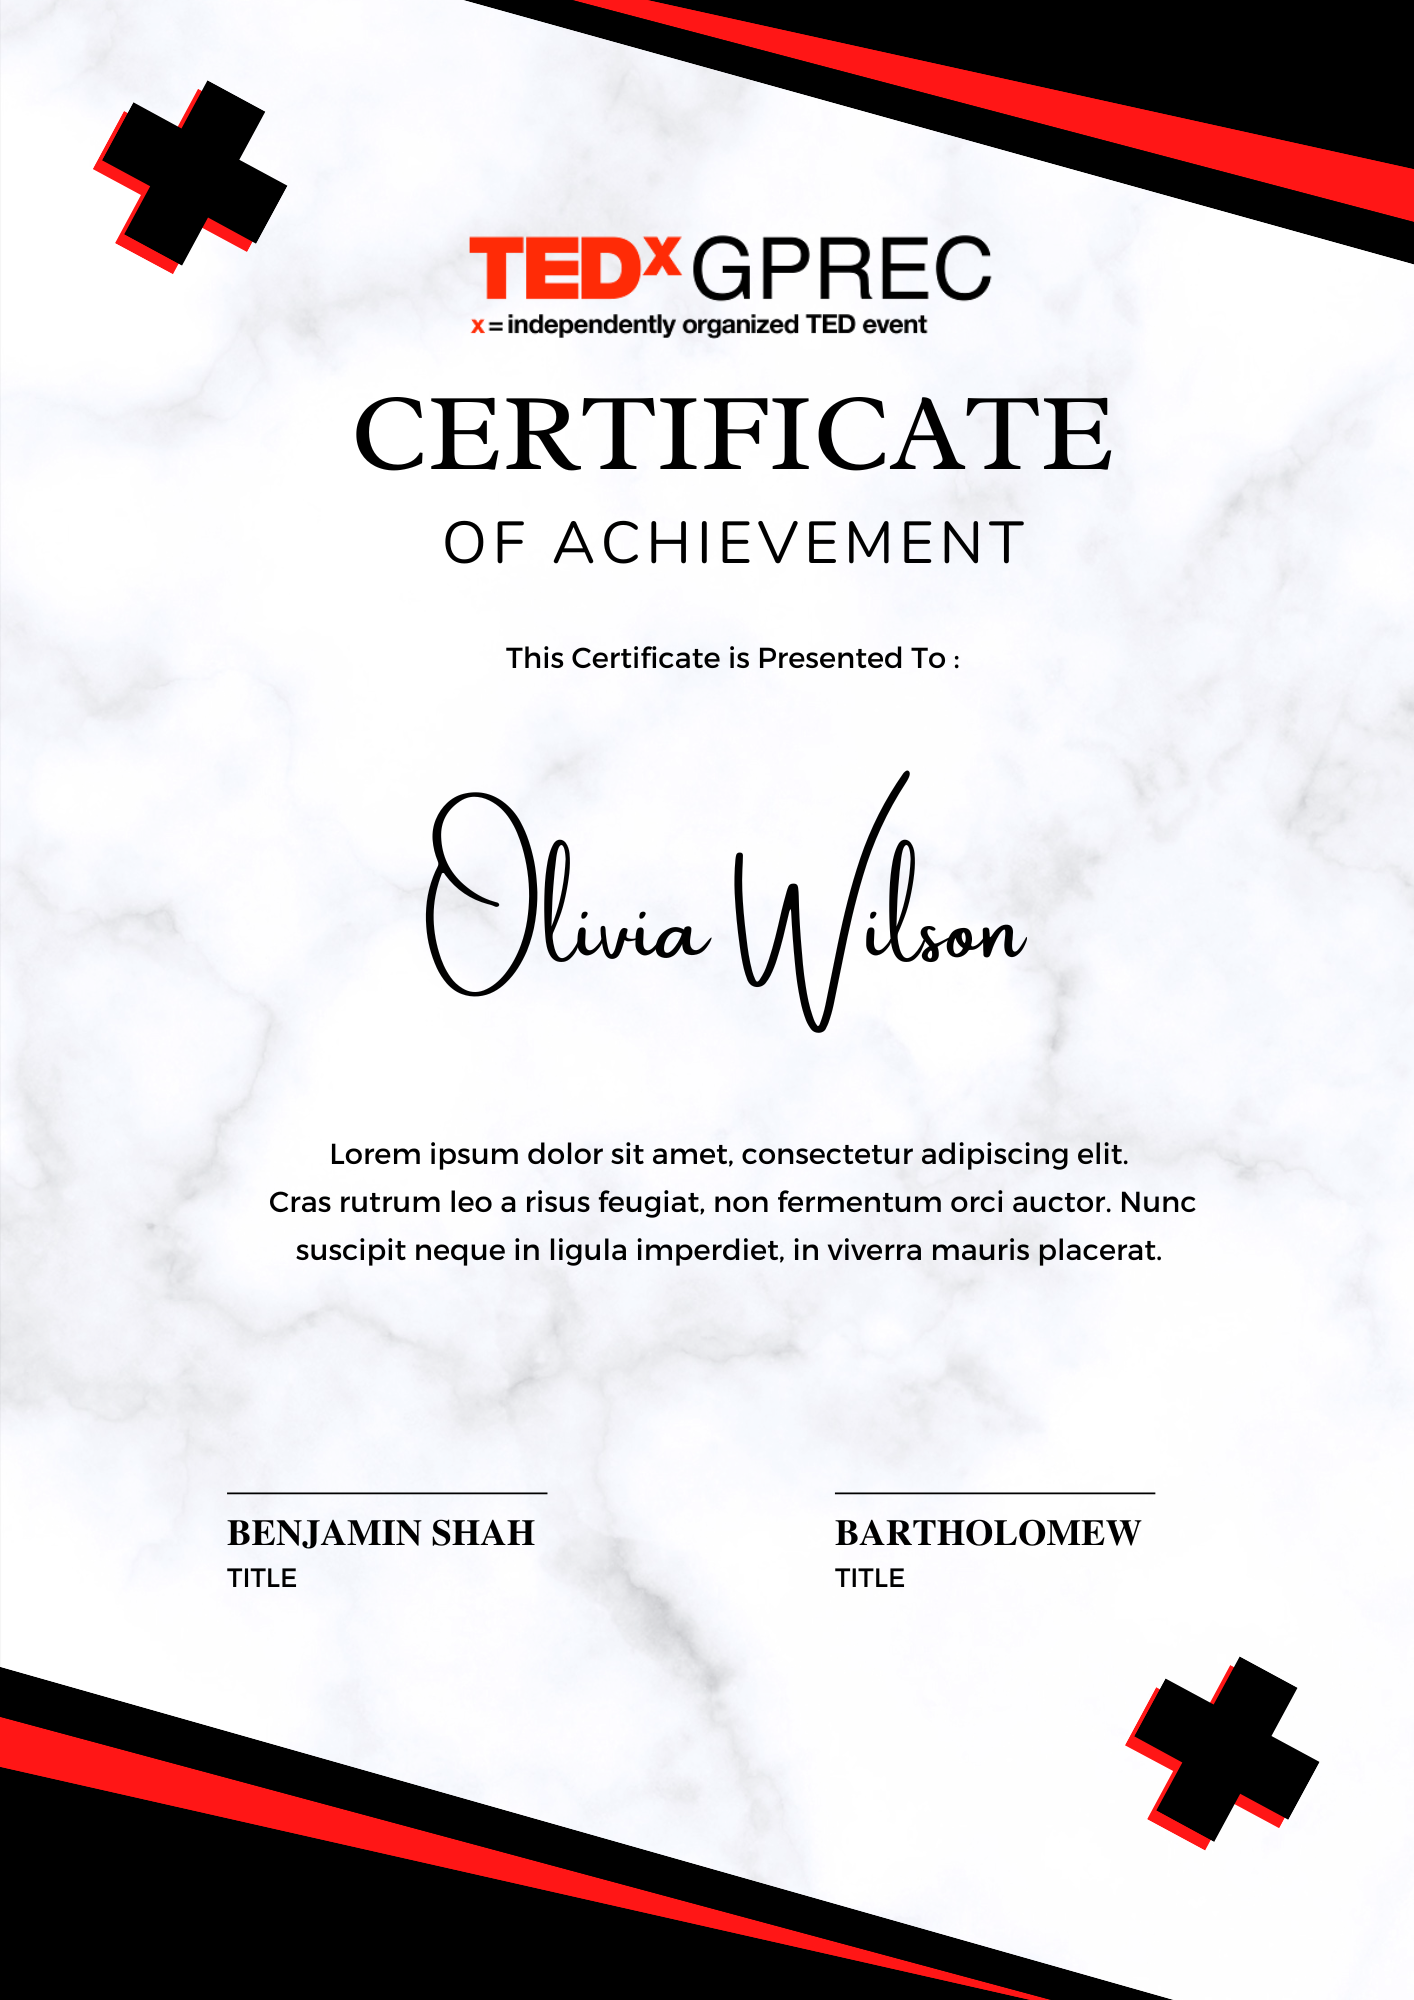 TEDx GPREC
x = independently organized TED event
CERTIFICATE
OF ACHIEVEMENT
This Certificate is Presented To :
Olivia Wilson
Lorem ipsum dolor sit amet, consectetur adipiscing elit.
Cras rutrum leo a risus feugiat, non fermentum orci auctor. Nunc
suscipit neque in ligula imperdiet, in viverra mauris placerat.
BENJAMIN SHAH
TITLE
BARTHOLOMEW
TITLE